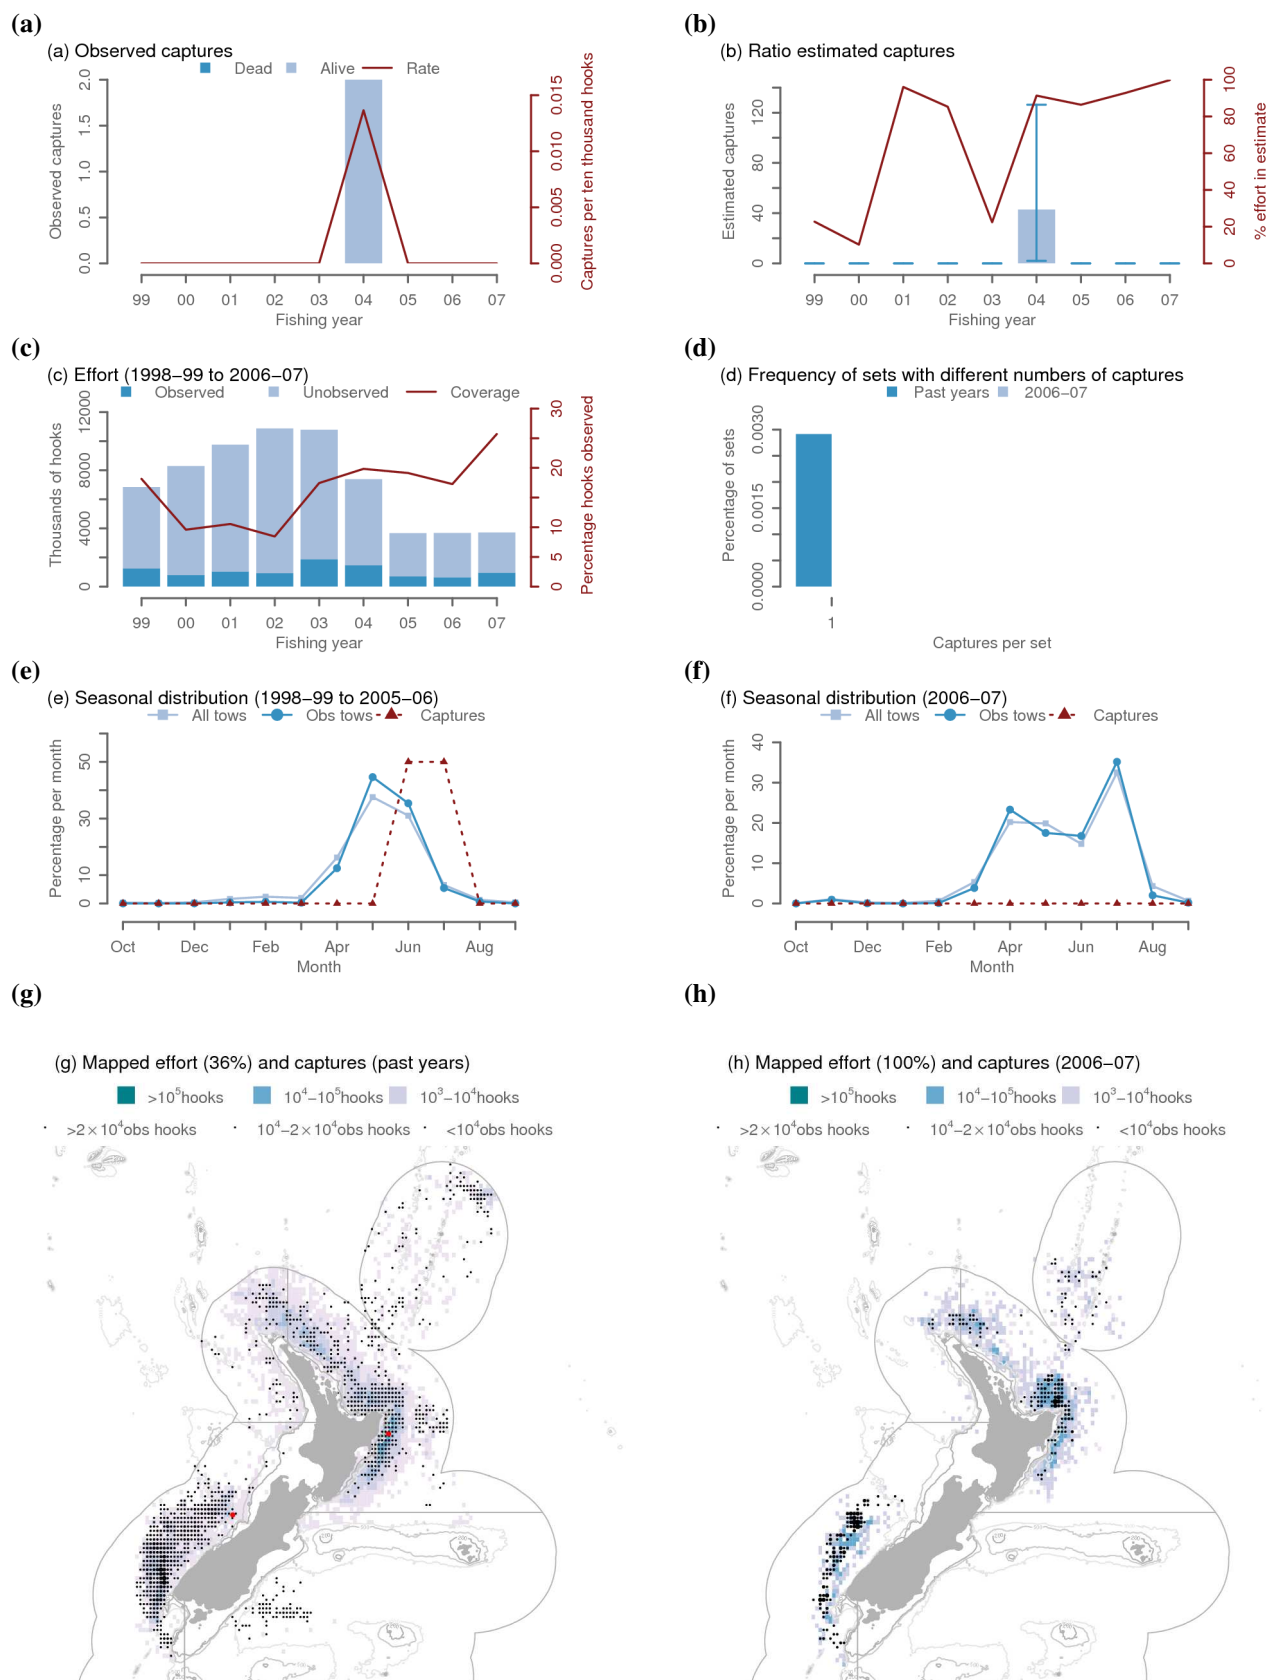 (a)
(b)
(a) Observed captures
Dead Alive Rate
Observed captures
0.0 0.5 1.0 1.5 2.0
0.000 0.005 0.010 0.015
Captures per ten thousand hooks
99 00 01 02 03 04 05 06 07
Fishing year
(b) Ratio estimated captures
Estimated captures
0 40 80 120
0 20 40 60 80 100
% effort in estimate
99 00 01 02 03 04 05 06 07
Fishing year
(c)
(d)
(c) Effort (1998–99 to 2006–07)
Observed Unobserved Coverage
Thousands of hooks
0 4000 8000 12000
0 5 10 20 30
Percentage hooks observed
99 00 01 02 03 04 05 06 07
Fishing year
(d) Frequency of sets with different numbers of captures
Past years 2006–07
Percentage of sets
0.0000 0.0015 0.0030
1
Captures per set
(e)
(f)
(e) Seasonal distribution (1998–99 to 2005–06)
All tows Obs tows Captures
Percentage per month
0 10 30 50
Oct Dec Feb Apr Jun Aug
Month
(f) Seasonal distribution (2006–07)
All tows Obs tows Captures
Percentage per month
0 10 20 30 40
Oct Dec Feb Apr Jun Aug
Month
(g)
(h)
(g) Mapped effort (36%) and captures (past years)
>10⁵hooks 10⁴–10⁵hooks 10³–10⁴hooks
>2×10⁴obs hooks 10⁴–2×10⁴obs hooks <10⁴obs hooks
(h) Mapped effort (100%) and captures (2006–07)
>10⁵hooks 10⁴–10⁵hooks 10³–10⁴hooks
>2×10⁴obs hooks 10⁴–2×10⁴obs hooks <10⁴obs hooks